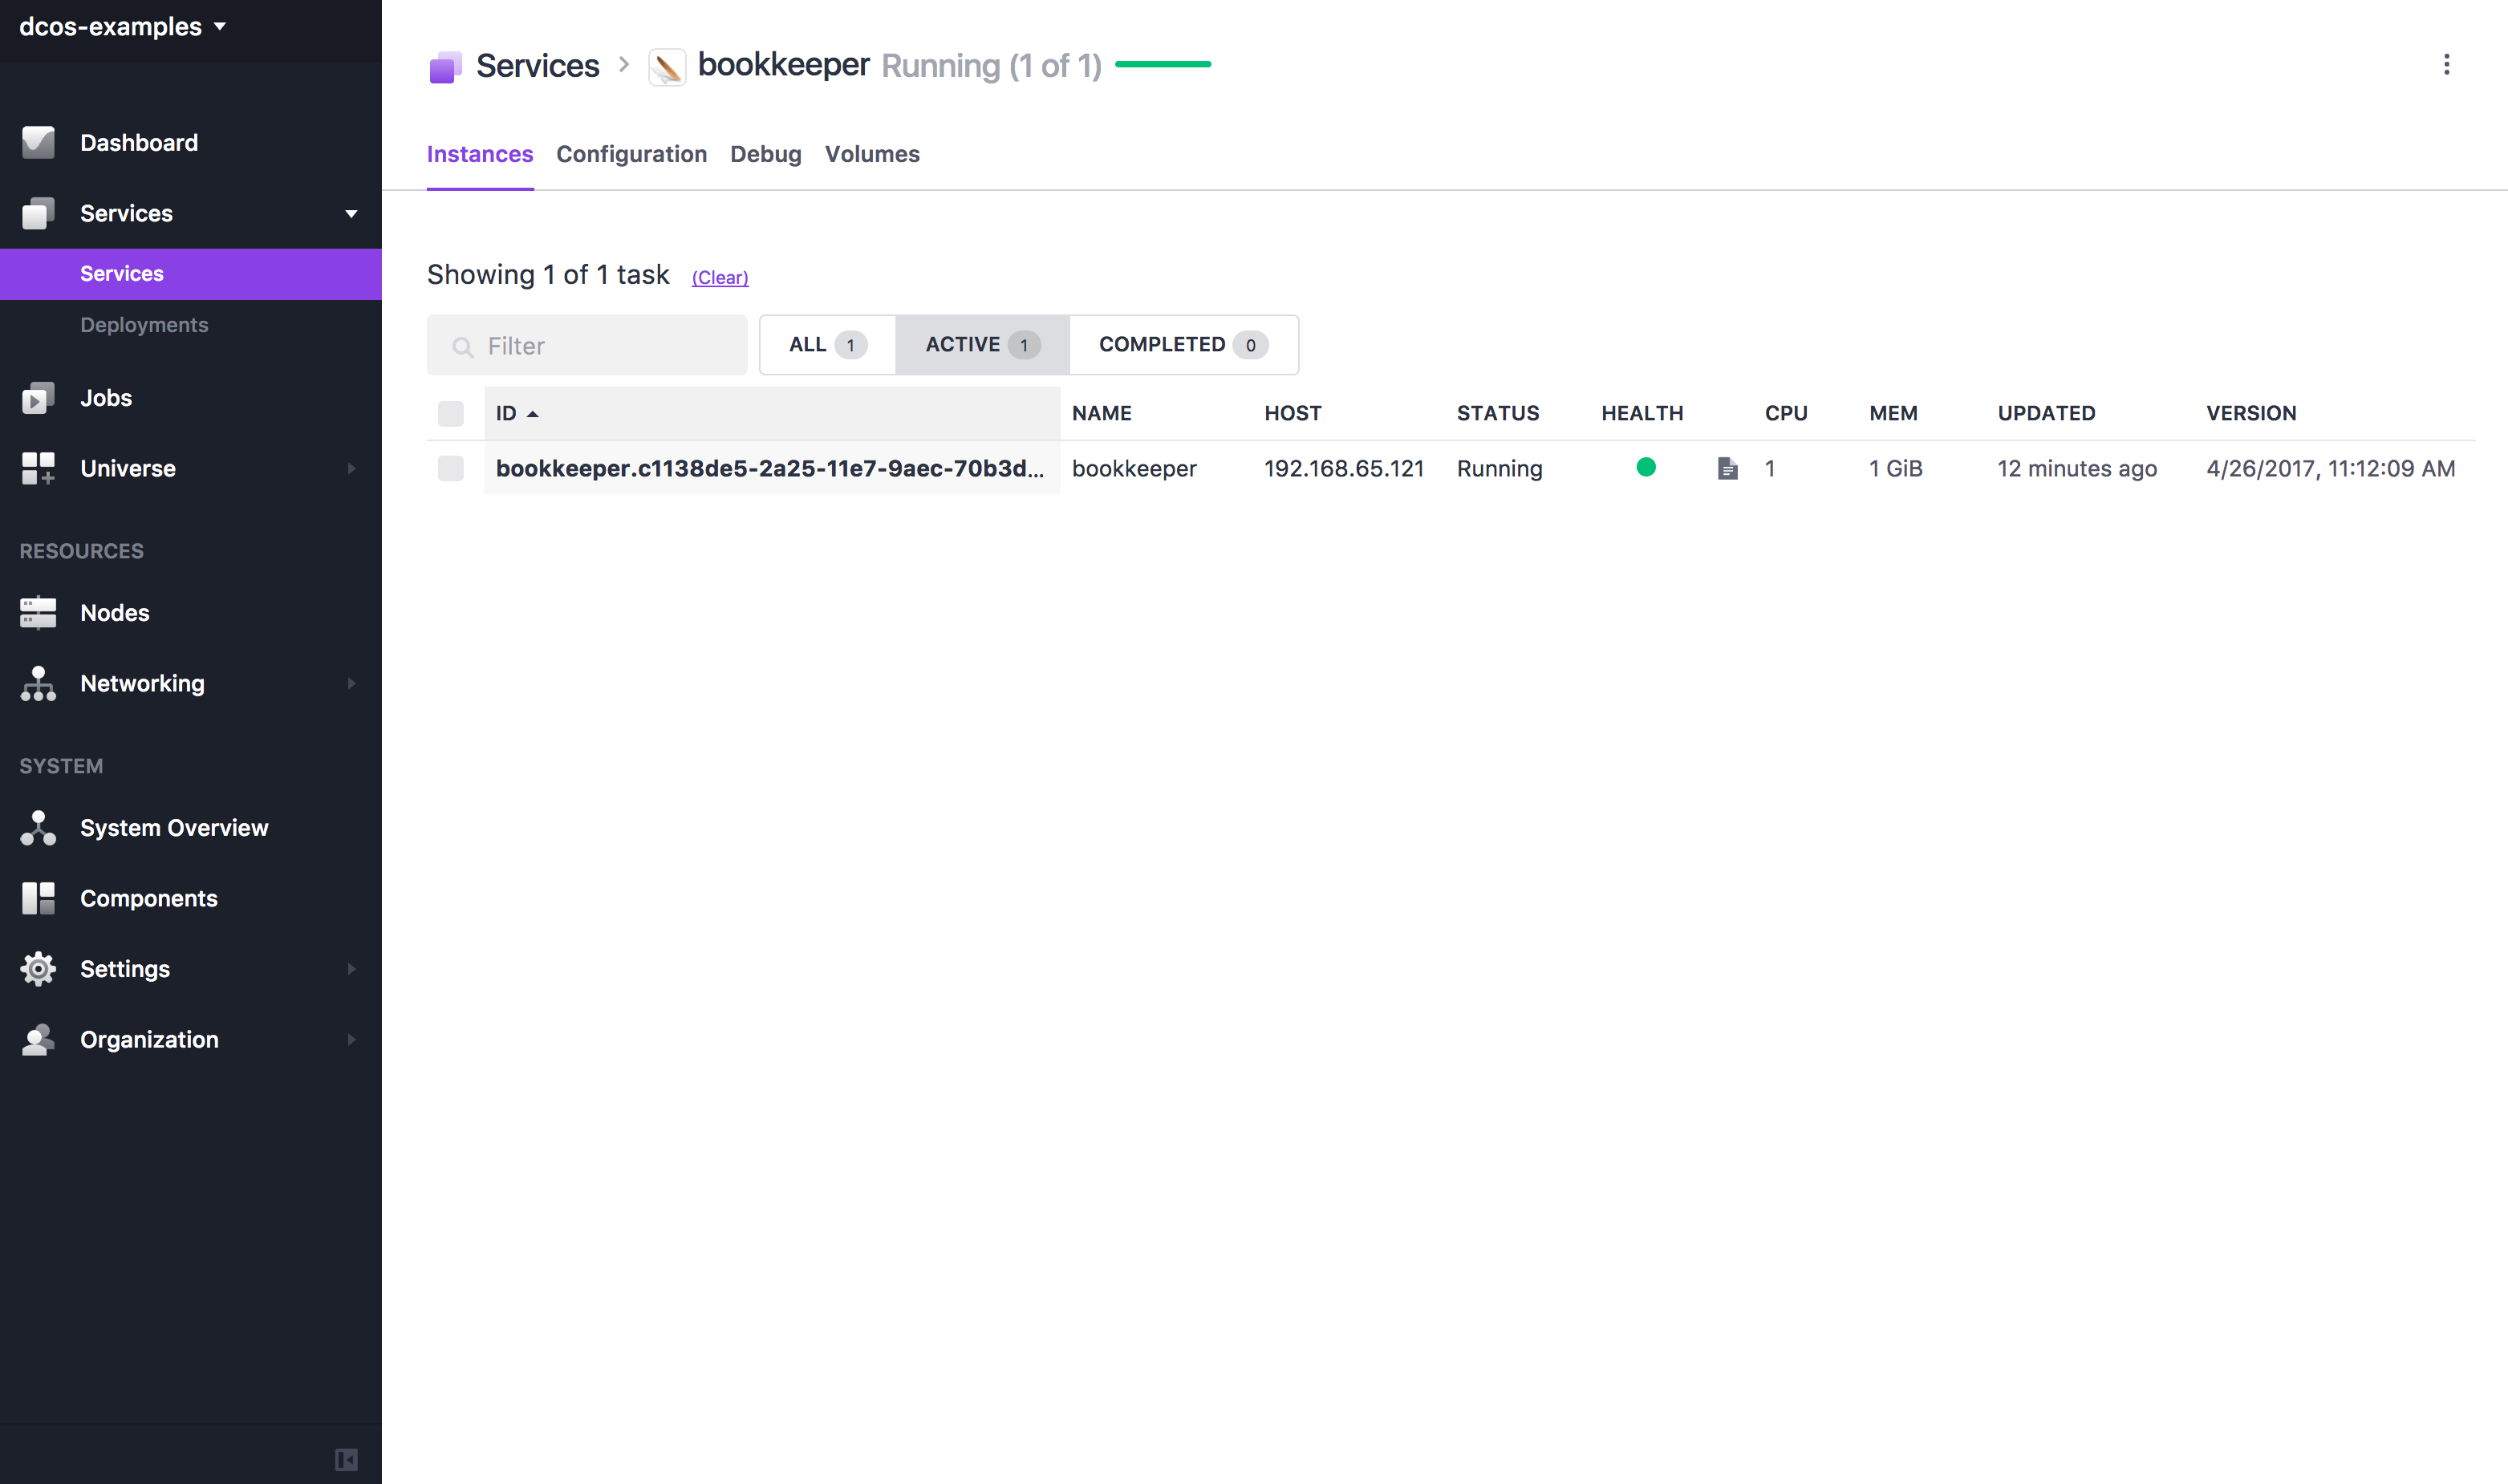 dcos-examples
Dashboard
Services
Services
Deployments
Jobs
Universe
RESOURCES
Nodes
Networking
SYSTEM
System Overview
Components
Settings
Organization
Services bookkeeper Running (1 of 1)
Instances Configuration Debug Volumes
Showing 1 of 1 task (Clear)
Filter ALL 1 ACTIVE 1 COMPLETED 0
ID NAME HOST STATUS HEALTH CPU MEM UPDATED VERSION
bookkeeper.c1138de5-2a25-11e7-9aec-70b3d... bookkeeper 192.168.65.121 Running 1 1 GiB 12 minutes ago 4/26/2017, 11:12:09 AM